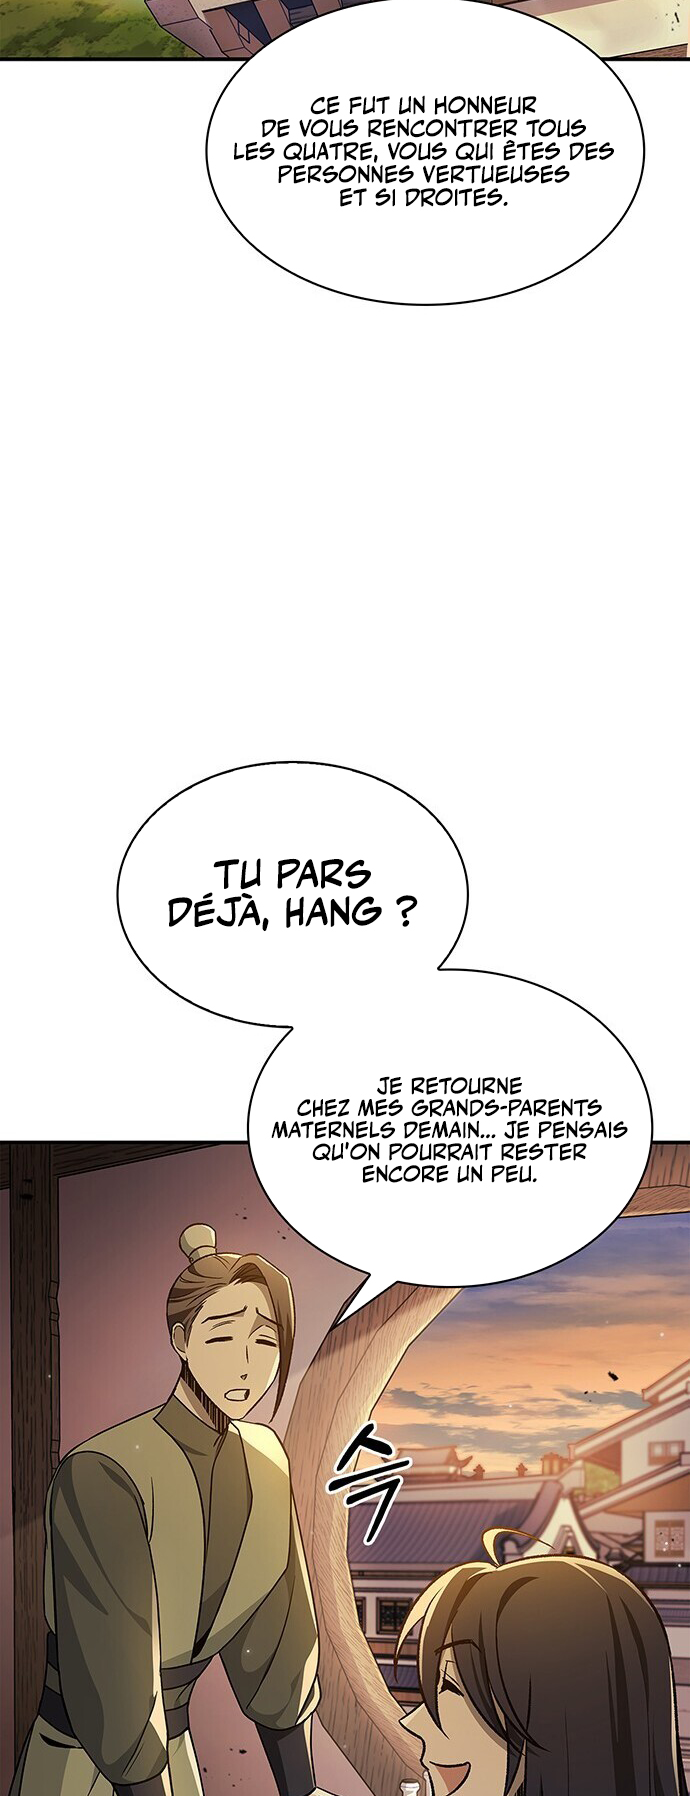 CE FUT UN HONNEUR
DE VOUS RENCONTRER TOUS
LES QUATRE, VOUS QUI ÊTES DES
PERSONNES VERTUEUSES
ET SI DROITES.
TU PARS
DÉJÀ, HANG ?
JE RETOURNE
CHEZ MES GRANDS-PARENTS
MATERNELS DEMAIN... JE PENSAIS
QU'ON POURRAIT RESTER
ENCORE UN PEU.
스윽